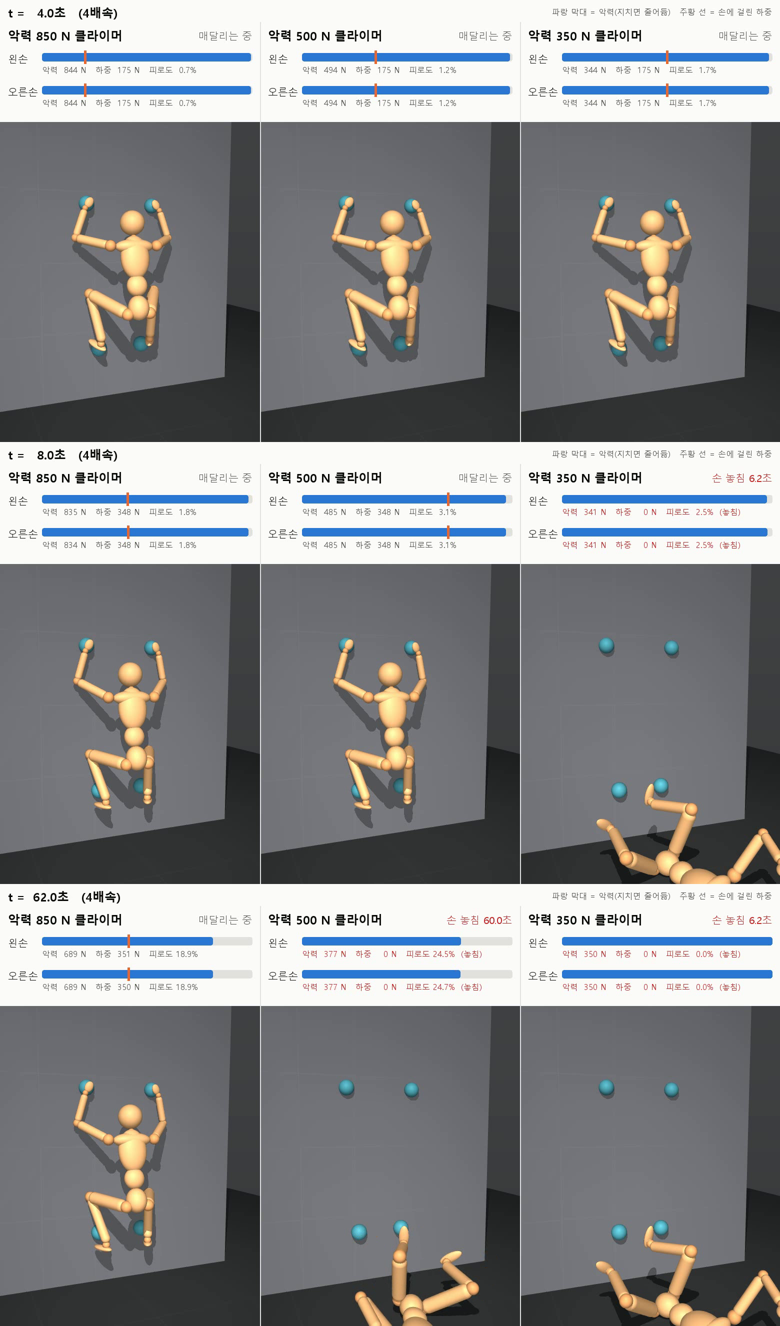 t = 4.0초 (4배속) 파랑 막대 = 악력(지치면 줄어듦) 주황 선 = 손에 걸린 하중
악력 850 N 클라이머 매달리는 중
왼손
악력 844 N 하중 175 N 피로도 0.7%
오른손
악력 844 N 하중 175 N 피로도 0.7%
악력 500 N 클라이머 매달리는 중
왼손
악력 494 N 하중 175 N 피로도 1.2%
오른손
악력 494 N 하중 175 N 피로도 1.2%
악력 350 N 클라이머 매달리는 중
왼손
악력 344 N 하중 175 N 피로도 1.7%
오른손
악력 344 N 하중 175 N 피로도 1.7%
t = 8.0초 (4배속) 파랑 막대 = 악력(지치면 줄어듦) 주황 선 = 손에 걸린 하중
악력 850 N 클라이머 매달리는 중
왼손
악력 835 N 하중 348 N 피로도 1.8%
오른손
악력 834 N 하중 348 N 피로도 1.8%
악력 500 N 클라이머 매달리는 중
왼손
악력 485 N 하중 348 N 피로도 3.1%
오른손
악력 485 N 하중 348 N 피로도 3.1%
악력 350 N 클라이머 손 놓침 6.2초
왼손
악력 341 N 하중 0 N 피로도 2.5% (놓침)
오른손
악력 341 N 하중 0 N 피로도 2.5% (놓침)
t = 62.0초 (4배속) 파랑 막대 = 악력(지치면 줄어듦) 주황 선 = 손에 걸린 하중
악력 850 N 클라이머 매달리는 중
왼손
악력 689 N 하중 351 N 피로도 18.9%
오른손
악력 689 N 하중 350 N 피로도 18.9%
악력 500 N 클라이머 손 놓침 60.0초
왼손
악력 377 N 하중 0 N 피로도 24.5% (놓침)
오른손
악력 377 N 하중 0 N 피로도 24.7% (놓침)
악력 350 N 클라이머 손 놓침 6.2초
왼손
악력 350 N 하중 0 N 피로도 0.0% (놓침)
오른손
악력 350 N 하중 0 N 피로도 0.0% (놓침)